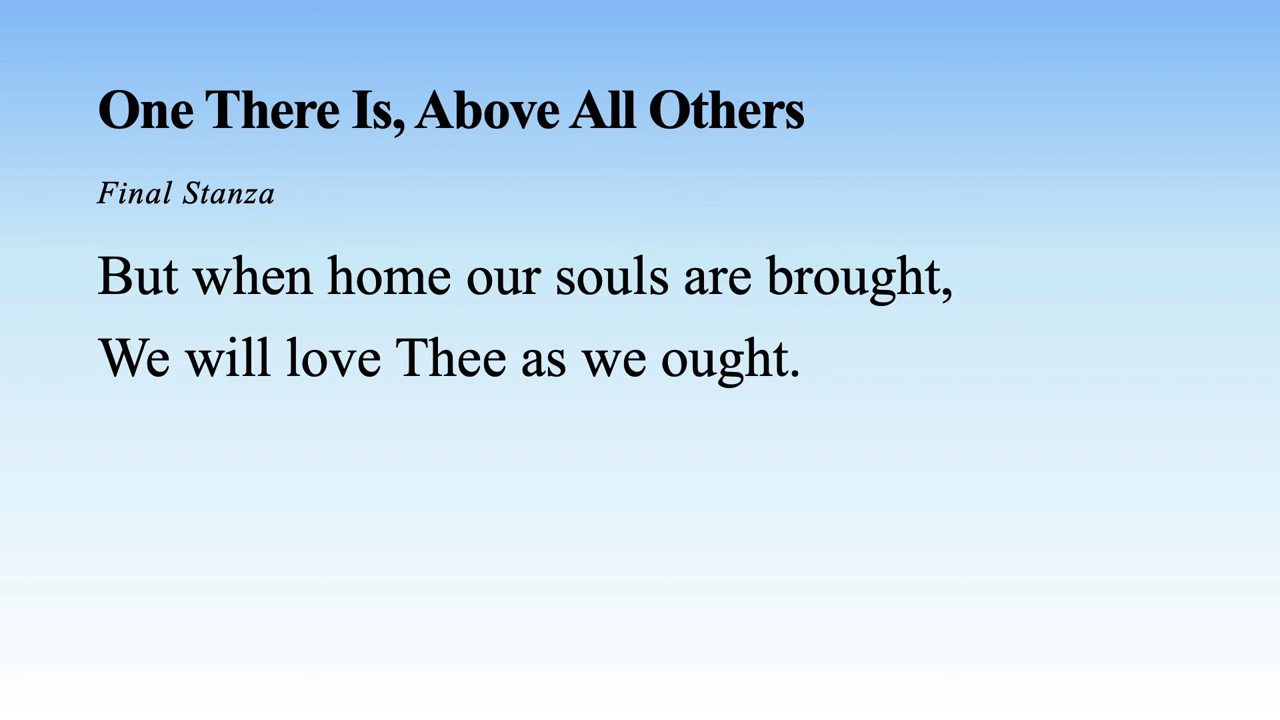 One There Is, Above All Others
Final Stanza
But when home our souls are brought,
We will love Thee as we ought.